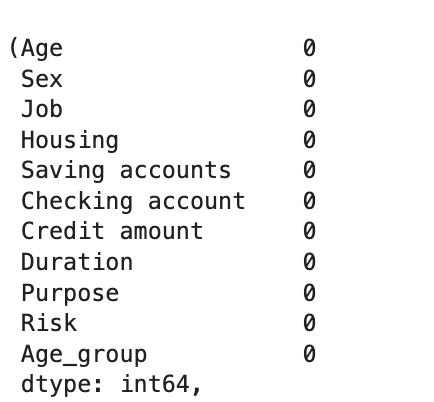 (Age 0
Sex 0
Job 0
Housing 0
Saving accounts 0
Checking account 0
Credit amount 0
Duration 0
Purpose 0
Risk 0
Age_group 0
dtype: int64,